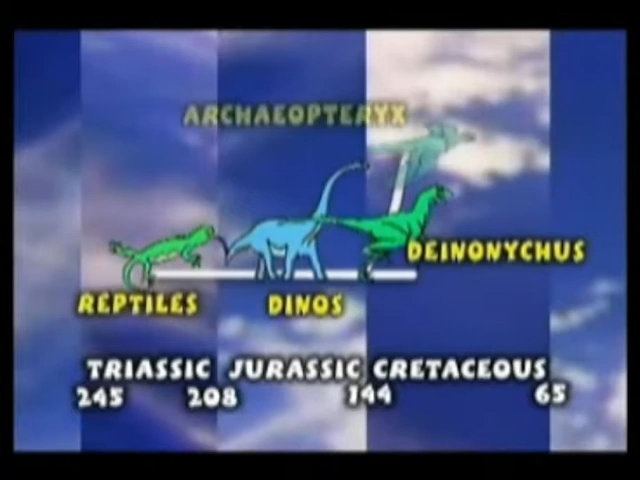 ARCHAEOPTERYX
DEINONYCHUS
REPTILES DINOS
TRIASSIC JURASSIC CRETACEOUS
245 208 144 65